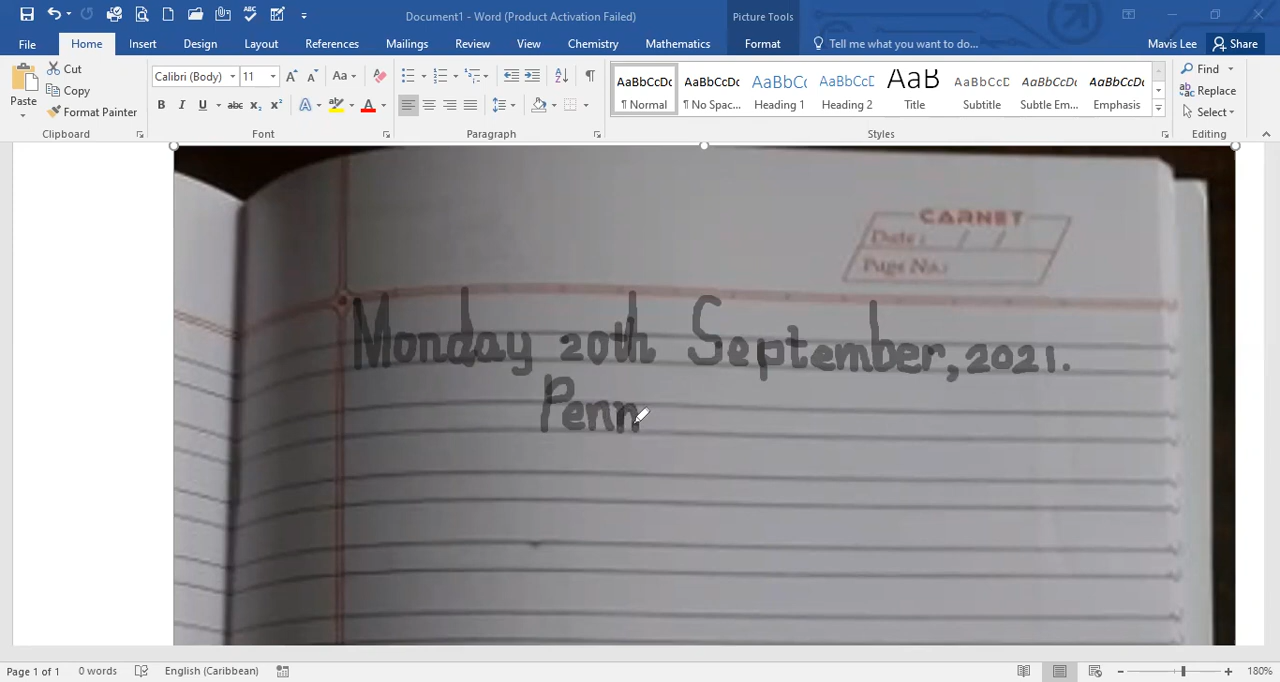 Document1 - Word (Product Activation Failed)
Picture Tools
File
Home
Insert
Design
Layout
References
Mailings
Review
View
Chemistry
Mathematics
Format
Tell me what you want to do...
Mavis Lee
Share
Paste
Cut
Copy
Format Painter
Clipboard
Calibri (Body)
11
Font
Paragraph
AaBbCcDc
¶ Normal
AaBbCcDc
¶ No Spac...
AaBbCc
Heading 1
AaBbCcD
Heading 2
AaB
Title
AaBbCcD
Subtitle
AaBbCcDc
Subtle Em...
AaBbCcDc
Emphasis
Styles
Find
Replace
Select
Editing
CARNET
Date : / /
Page No.:
Monday 20th September, 2021.
Penn
Page 1 of 1
0 words
English (Caribbean)
180%